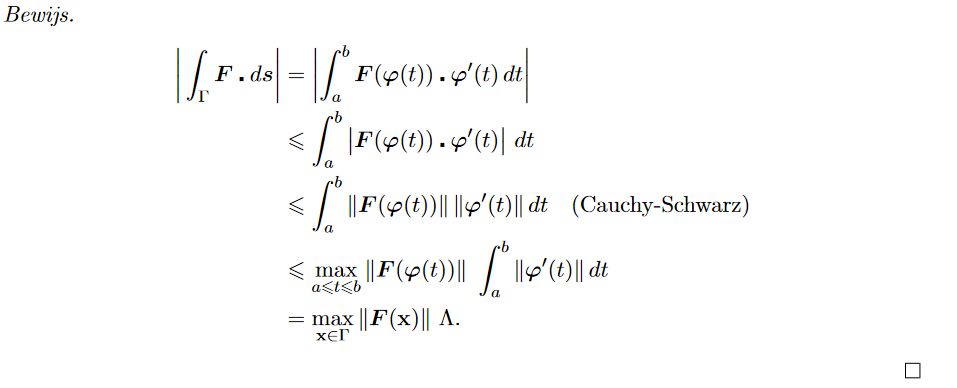 Bewijs.
|∫_Γ F . ds| = |∫_a^b F(φ(t)) . φ′(t) dt|
⩽ ∫_a^b |F(φ(t)) . φ′(t)| dt
⩽ ∫_a^b ‖F(φ(t))‖ ‖φ′(t)‖ dt (Cauchy-Schwarz)
⩽ max_{a⩽t⩽b} ‖F(φ(t))‖ ∫_a^b ‖φ′(t)‖ dt
= max_{x∈Γ} ‖F(x)‖ Λ.
□